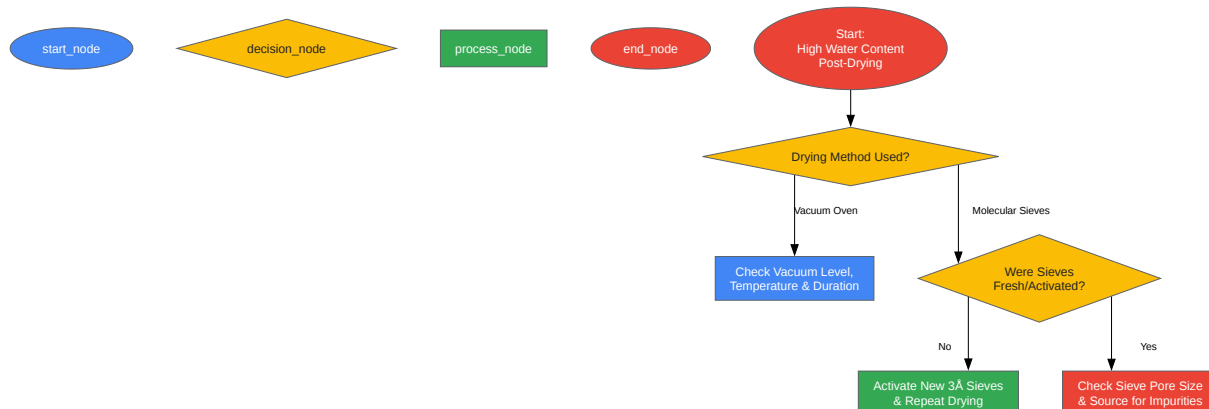 start_node
decision_node
process_node
end_node
Start:
High Water Content
Post-Drying
Drying Method Used?
Vacuum Oven
Molecular Sieves
Check Vacuum Level,
Temperature & Duration
Were Sieves
Fresh/Activated?
No
Yes
Activate New 3Å Sieves
& Repeat Drying
Check Sieve Pore Size
& Source for Impurities